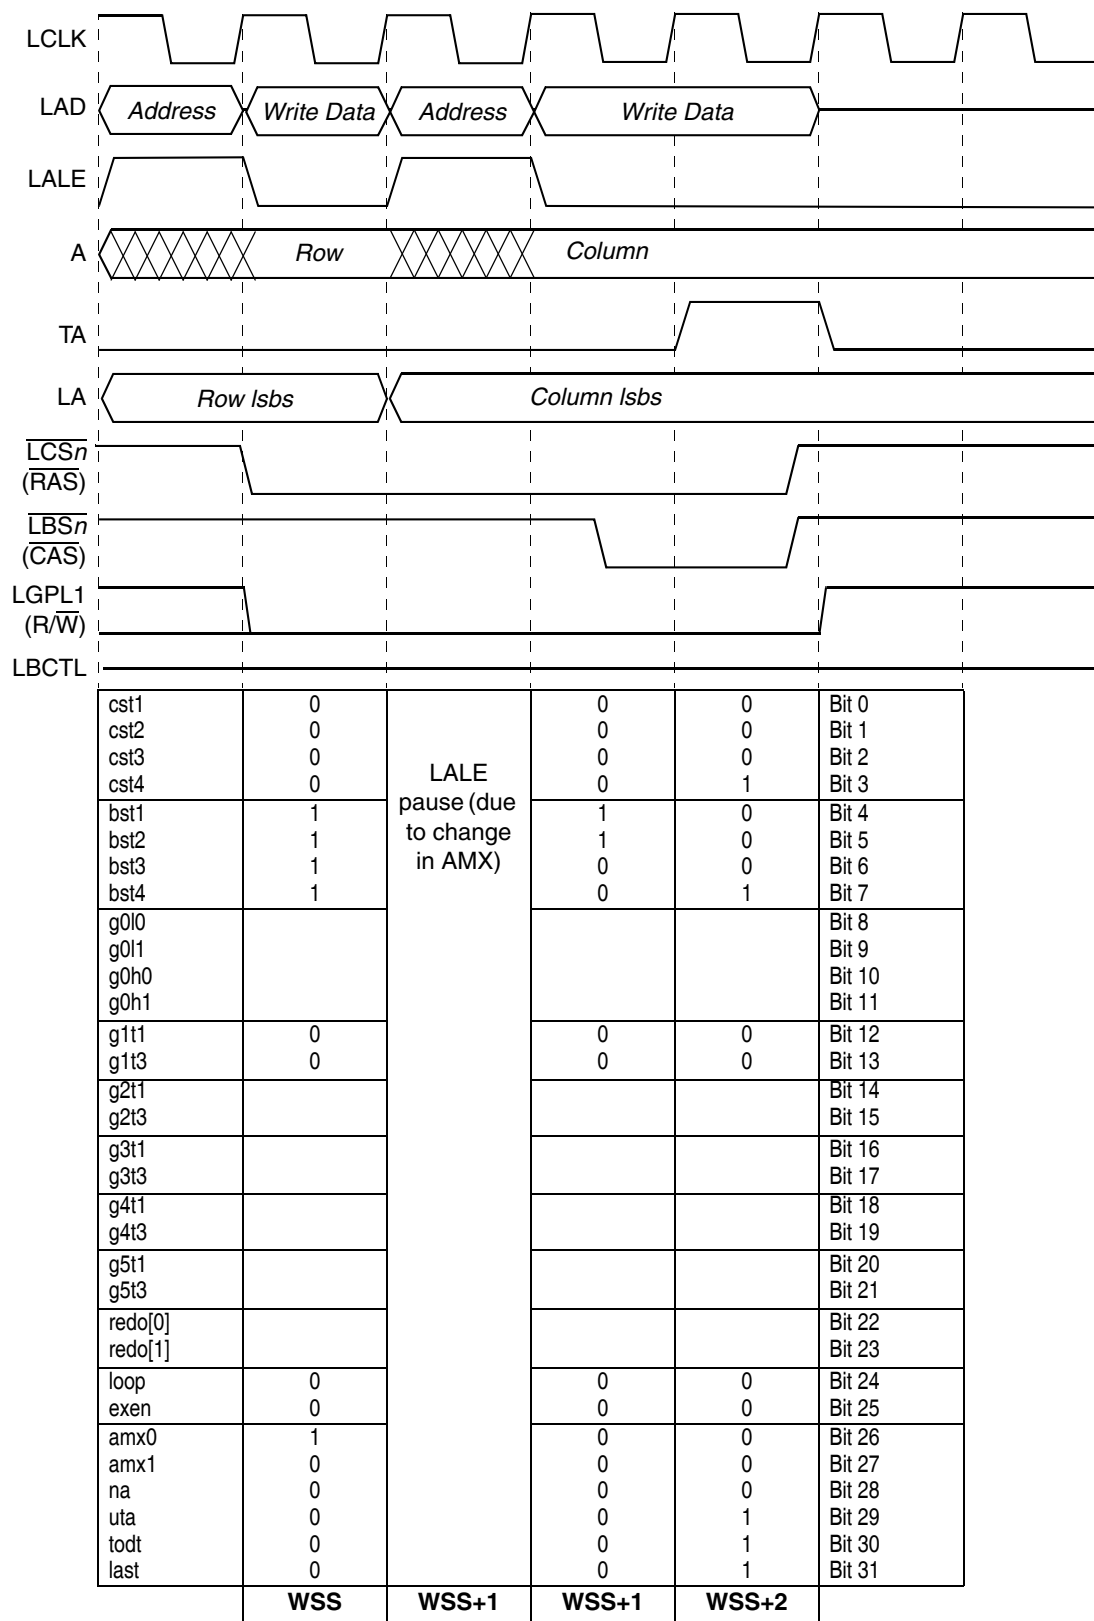 LCLK
LAD Address Write Data Address Write Data
LALE
A Row Column
TA
LA Row lsbs Column lsbs
LCSn
(RAS)
LBSn
(CAS)
LGPL1
(R/W)
LBCTL
cst1 0 0 0 Bit 0
cst2 0 0 0 Bit 1
cst3 0 0 0 Bit 2
cst4 0 0 1 Bit 3
LALE
pause (due
to change
in AMX)
bst1 1 1 0 Bit 4
bst2 1 1 0 Bit 5
bst3 1 0 0 Bit 6
bst4 1 0 1 Bit 7
g0l0 Bit 8
g0l1 Bit 9
g0h0 Bit 10
g0h1 Bit 11
g1t1 0 0 0 Bit 12
g1t3 0 0 0 Bit 13
g2t1 Bit 14
g2t3 Bit 15
g3t1 Bit 16
g3t3 Bit 17
g4t1 Bit 18
g4t3 Bit 19
g5t1 Bit 20
g5t3 Bit 21
redo[0] Bit 22
redo[1] Bit 23
loop 0 0 0 Bit 24
exen 0 0 0 Bit 25
amx0 1 0 0 Bit 26
amx1 0 0 0 Bit 27
na 0 0 0 Bit 28
uta 0 0 1 Bit 29
todt 0 0 1 Bit 30
last 0 0 1 Bit 31
WSS WSS+1 WSS+1 WSS+2